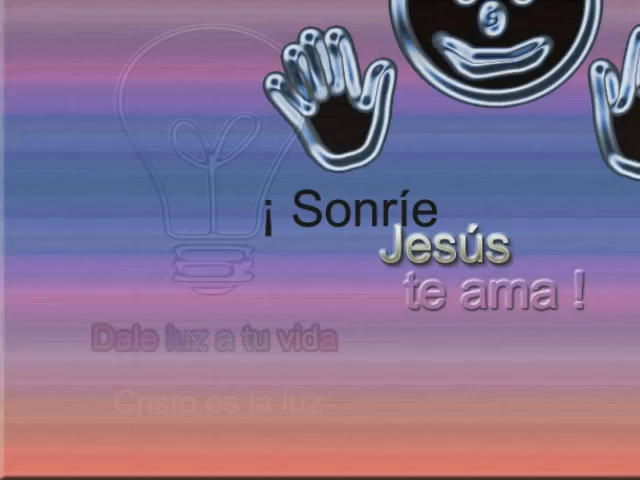 ¡ Sonríe
Jesús
te ama !
Dale luz a tu vida
Cristo es la luz